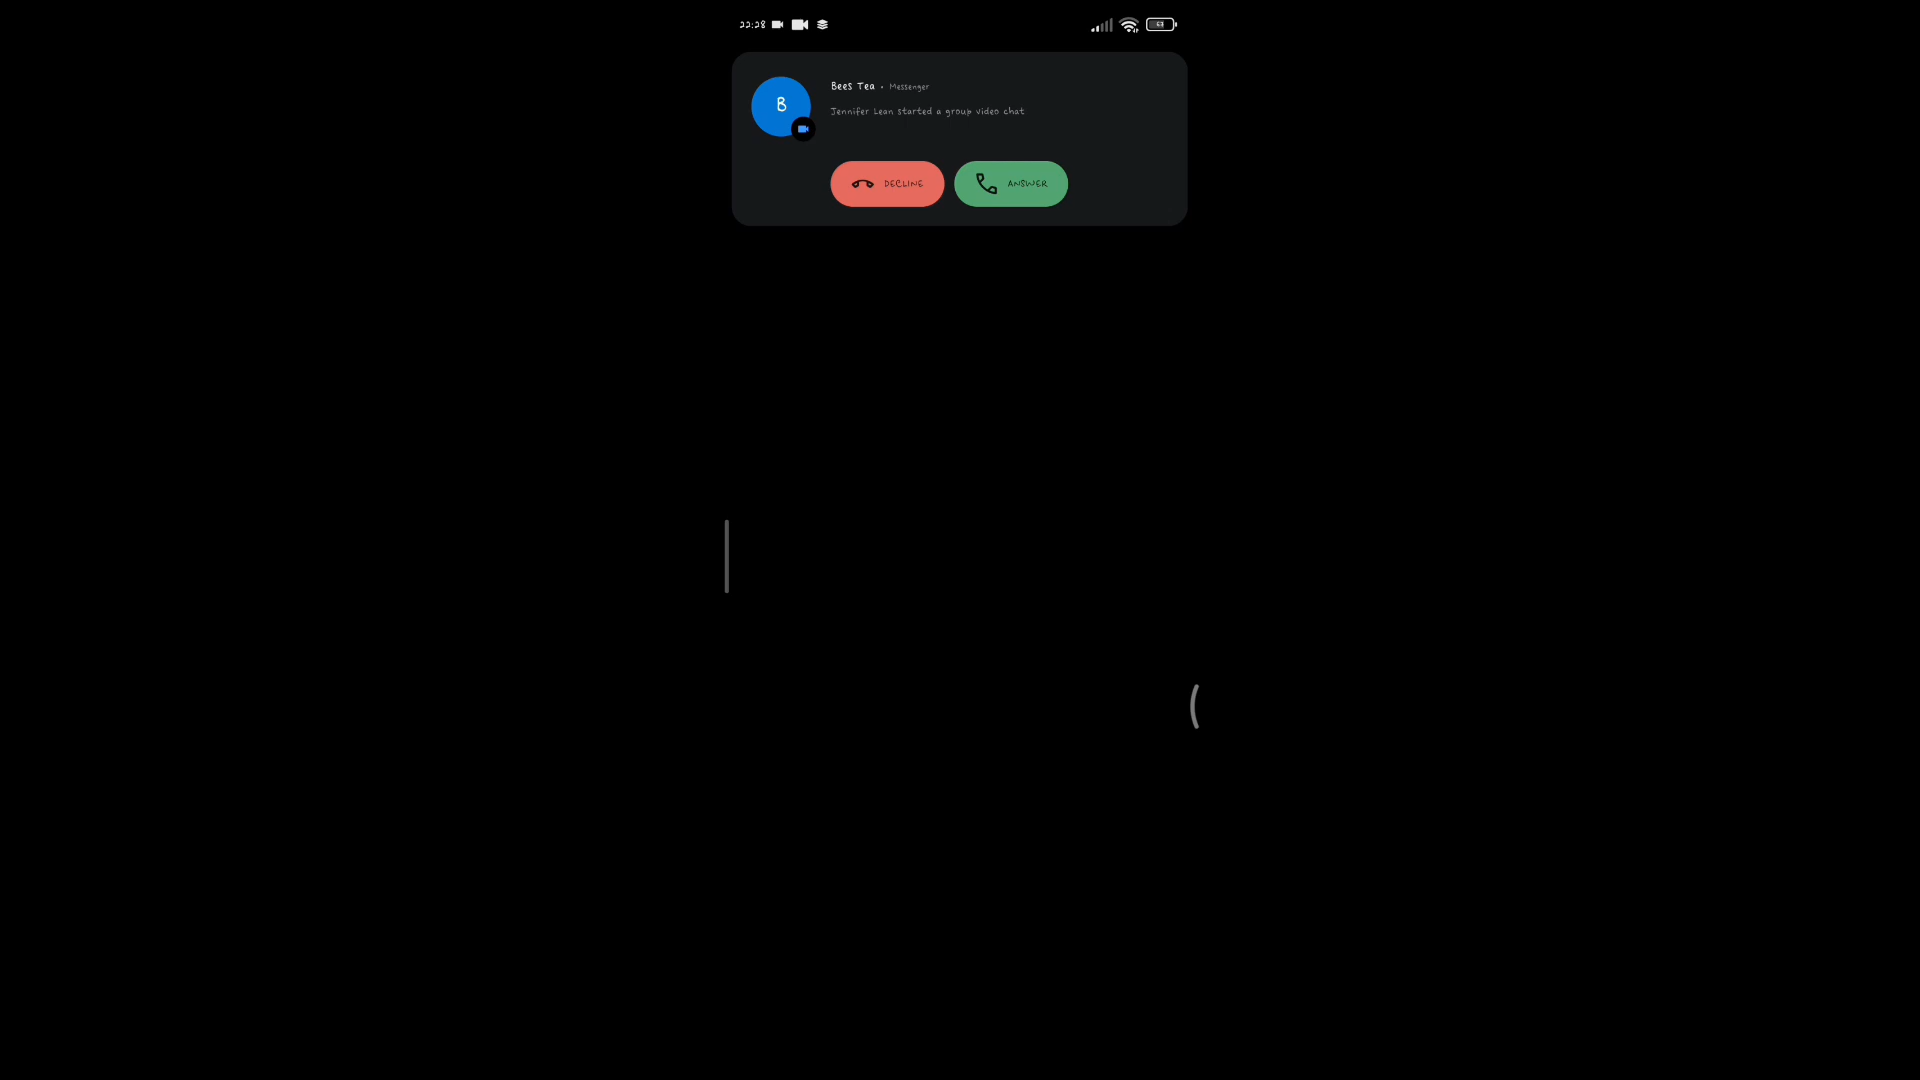 22:28
Bees Tea • Messenger
B
Jennifer Lean started a group video chat
DECLINE
ANSWER